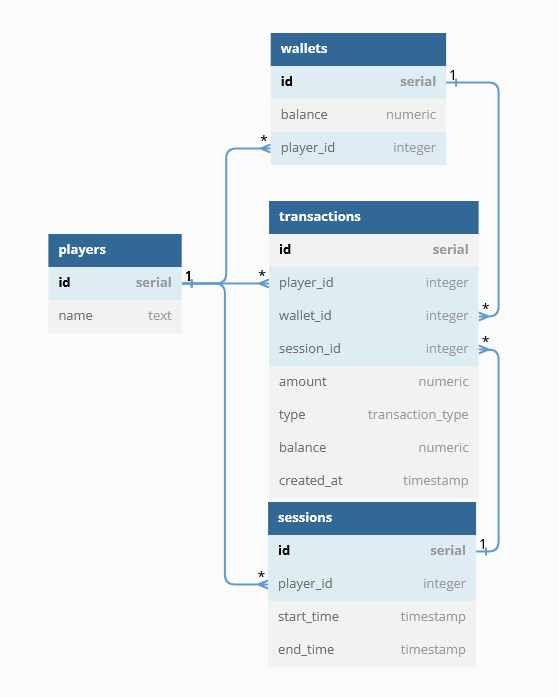 wallets
1
id serial
balance numeric
*
player_id integer
transactions
id serial
players
1
id serial
name text
*
player_id integer
*
wallet_id integer
*
session_id integer
amount numeric
type transaction_type
balance numeric
created_at timestamp
sessions
1
id serial
*
player_id integer
start_time timestamp
end_time timestamp